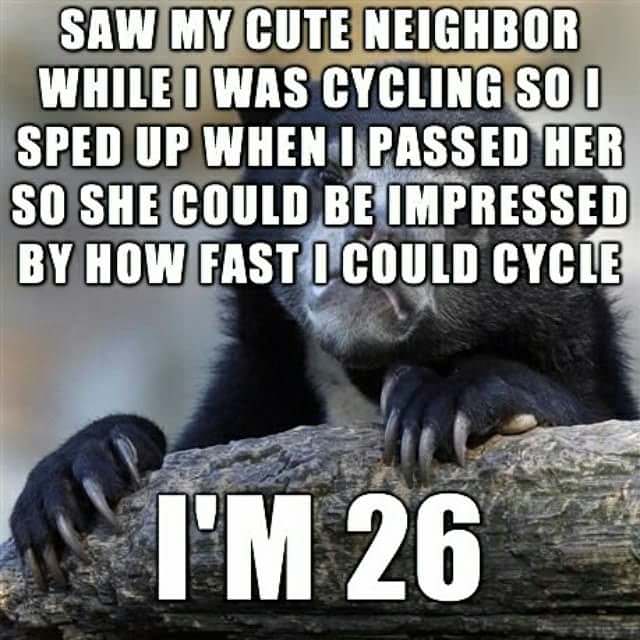 SAW MY CUTE NEIGHBOR
WHILE I WAS CYCLING SO I
SPED UP WHEN I PASSED HER
SO SHE COULD BE IMPRESSED
BY HOW FAST I COULD CYCLE
I'M 26